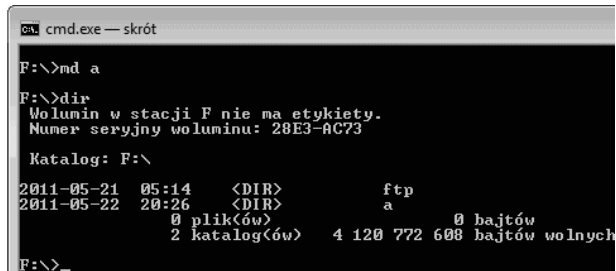 cmd.exe — skrót
F:\>md a
F:\>dir
Wolumin w stacji F nie ma etykiety.
Numer seryjny woluminu: 28E3-AC73
Katalog: F:\
2011-05-21 05:14 <DIR> ftp
2011-05-22 20:26 <DIR> a
0 plik(ów) 0 bajtów
2 katalog(ów) 4 120 772 608 bajtów wolnych
F:\>_